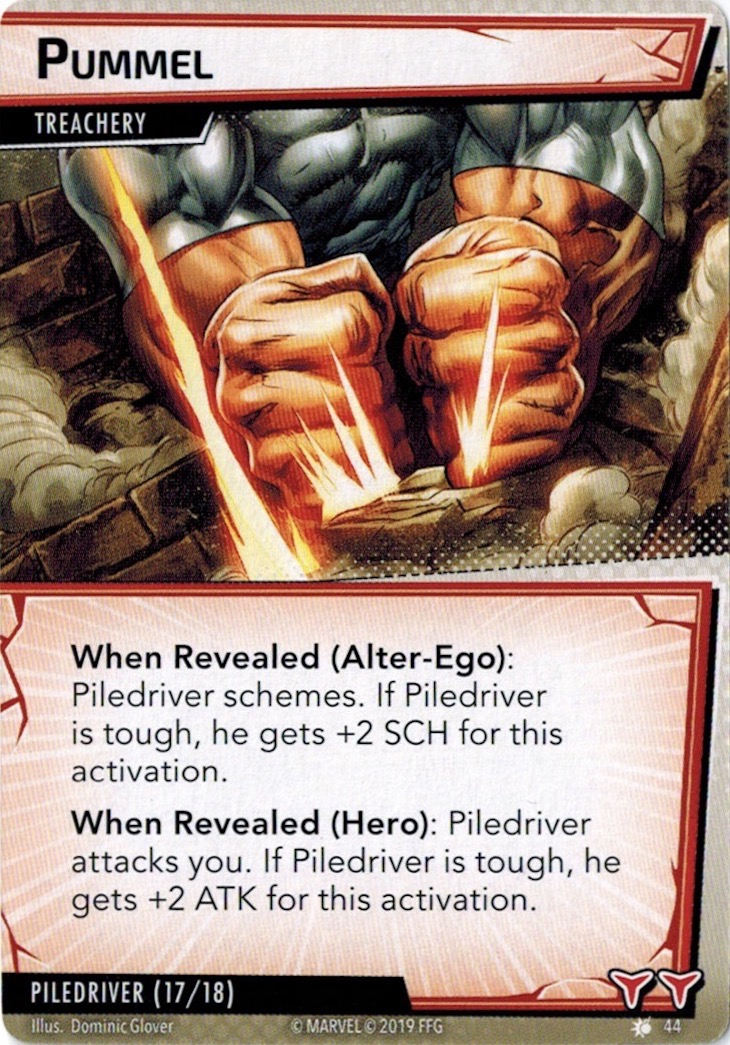 PUMMEL
TREACHERY
When Revealed (Alter-Ego):
Piledriver schemes. If Piledriver
is tough, he gets +2 SCH for this
activation.
When Revealed (Hero): Piledriver
attacks you. If Piledriver is tough, he
gets +2 ATK for this activation.
PILEDRIVER (17/18)
Illus. Dominic Glover
© MARVEL © 2019 FFG
44